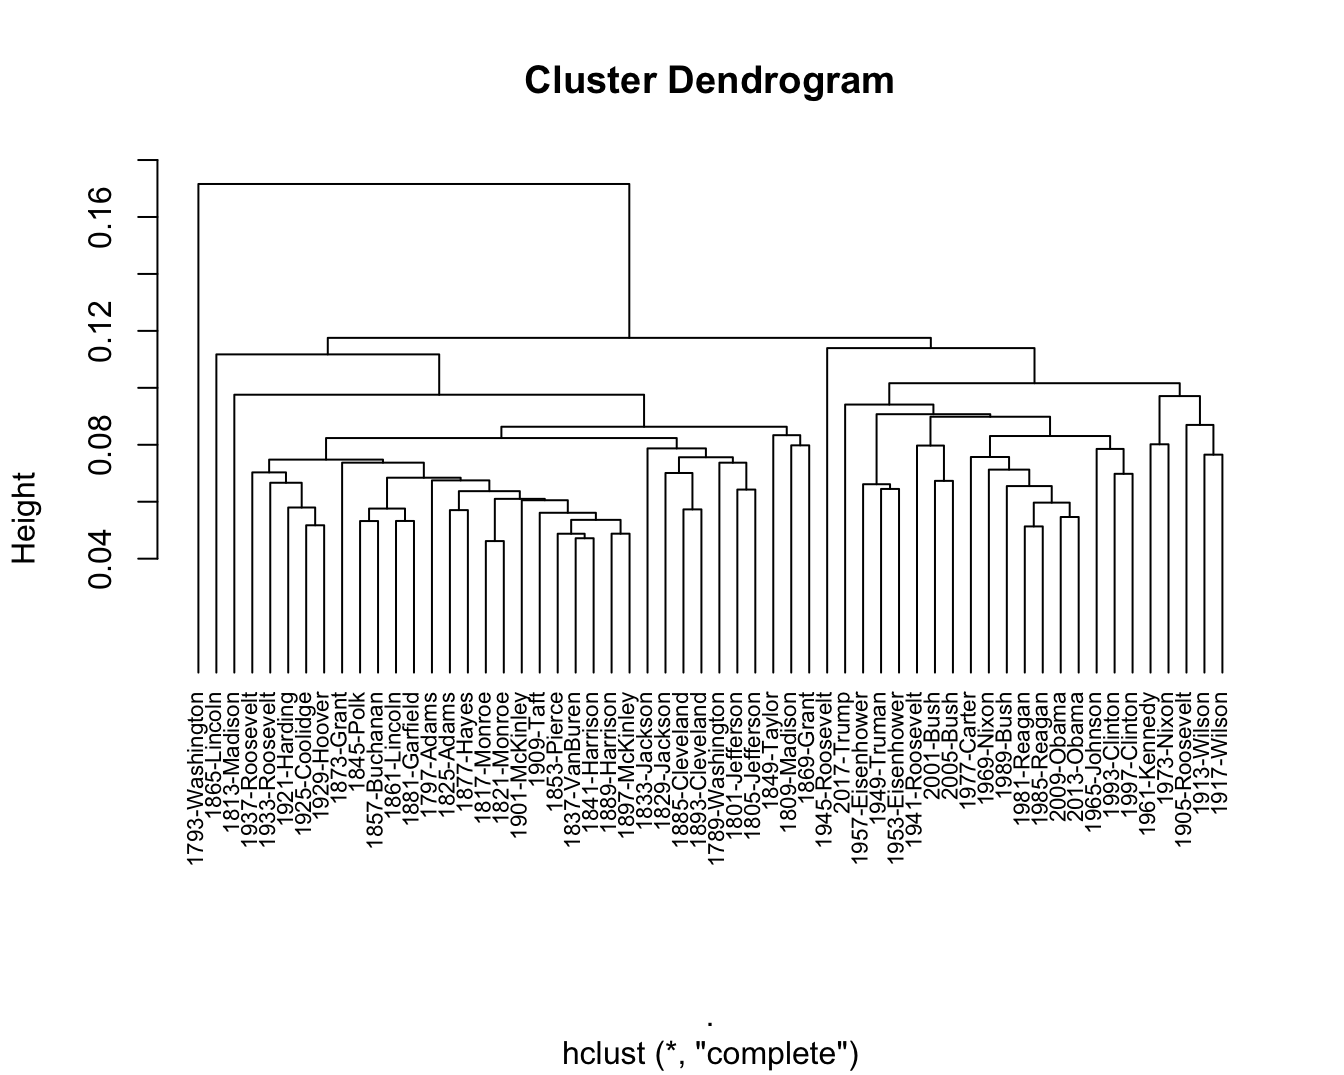 Cluster Dendrogram
Height
0.16
0.12
0.08
0.04
1793-Washington
1865-Lincoln
1813-Madison
1937-Roosevelt
1933-Roosevelt
1921-Harding
1925-Coolidge
1929-Hoover
1873-Grant
1845-Polk
1857-Buchanan
1861-Lincoln
1881-Garfield
1797-Adams
1825-Adams
1877-Hayes
1817-Monroe
1821-Monroe
1901-McKinley
1909-Taft
1853-Pierce
1837-VanBuren
1841-Harrison
1889-Harrison
1897-McKinley
1833-Jackson
1829-Jackson
1885-Cleveland
1893-Cleveland
1789-Washington
1801-Jefferson
1805-Jefferson
1849-Taylor
1809-Madison
1869-Grant
1945-Roosevelt
2017-Trump
1957-Eisenhower
1949-Truman
1953-Eisenhower
1941-Roosevelt
2001-Bush
2005-Bush
1977-Carter
1969-Nixon
1989-Bush
1981-Reagan
1985-Reagan
2009-Obama
2013-Obama
1965-Johnson
1993-Clinton
1997-Clinton
1961-Kennedy
1973-Nixon
1905-Roosevelt
1913-Wilson
1917-Wilson
.
hclust (*, "complete")